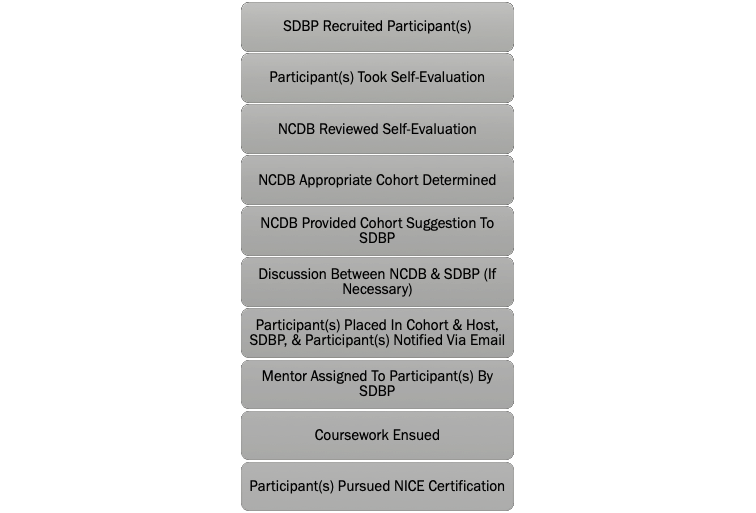 SDBP Recruited Participant(s)
Participant(s) Took Self-Evaluation
NCDB Reviewed Self-Evaluation
NCDB Appropriate Cohort Determined
NCDB Provided Cohort Suggestion To
SDBP
Discussion Between NCDB & SDBP (If
Necessary)
Participant(s) Placed In Cohort & Host,
SDBP, & Participant(s) Notified Via Email
Mentor Assigned To Participant(s) By
SDBP
Coursework Ensued
Participant(s) Pursued NICE Certification